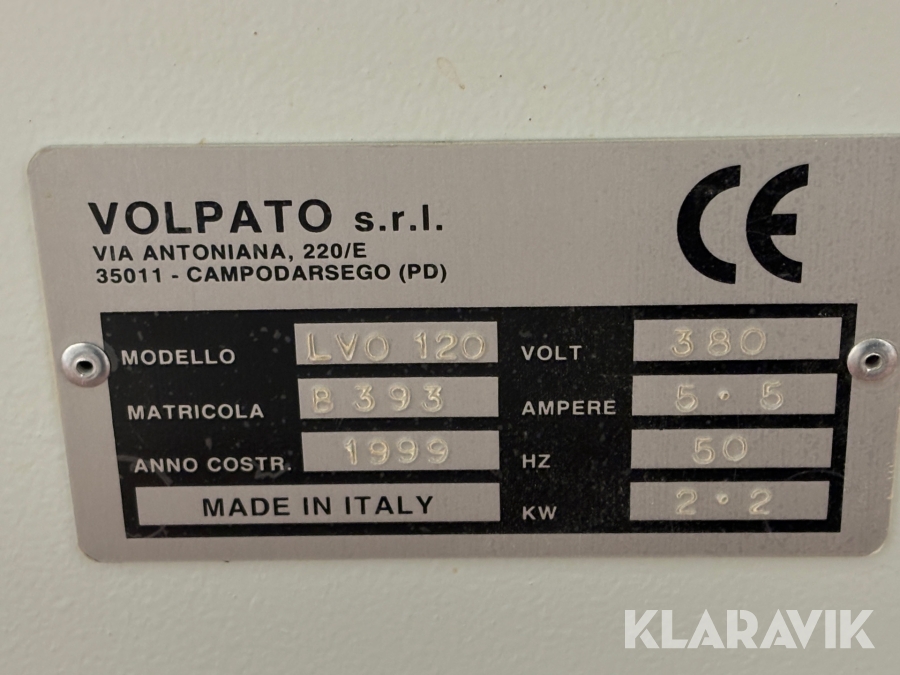 VOLPATO s.r.l.
VIA ANTONIANA, 220/E
35011 - CAMPODARSEGO (PD)
CE
MODELLO LVO 120 VOLT 380
MATRICOLA B393 AMPERE 5·5
ANNO COSTR. 1999 HZ 50
MADE IN ITALY KW 2·2
KLARAVIK